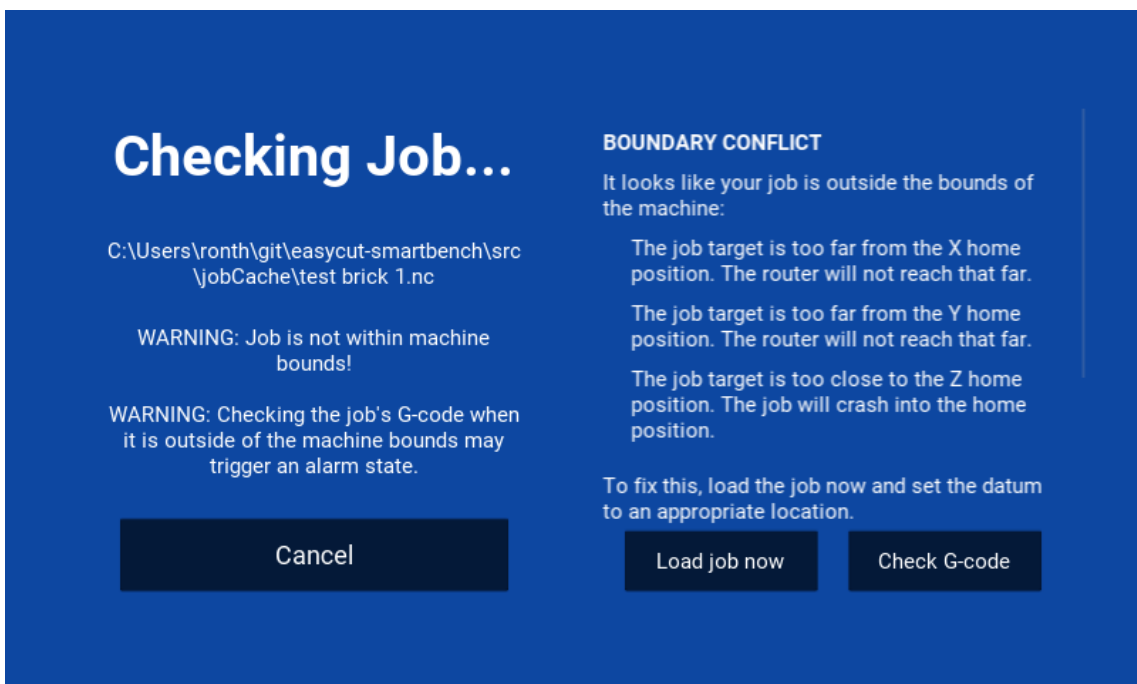 Checking Job...
C:\Users\ronth\git\easycut-smartbench\src
\jobCache\test brick 1.nc
WARNING: Job is not within machine
bounds!
WARNING: Checking the job's G-code when
it is outside of the machine bounds may
trigger an alarm state.
Cancel
BOUNDARY CONFLICT
It looks like your job is outside the bounds of
the machine:
The job target is too far from the X home
position. The router will not reach that far.
The job target is too far from the Y home
position. The router will not reach that far.
The job target is too close to the Z home
position. The job will crash into the home
position.
To fix this, load the job now and set the datum
to an appropriate location.
Load job now
Check G-code